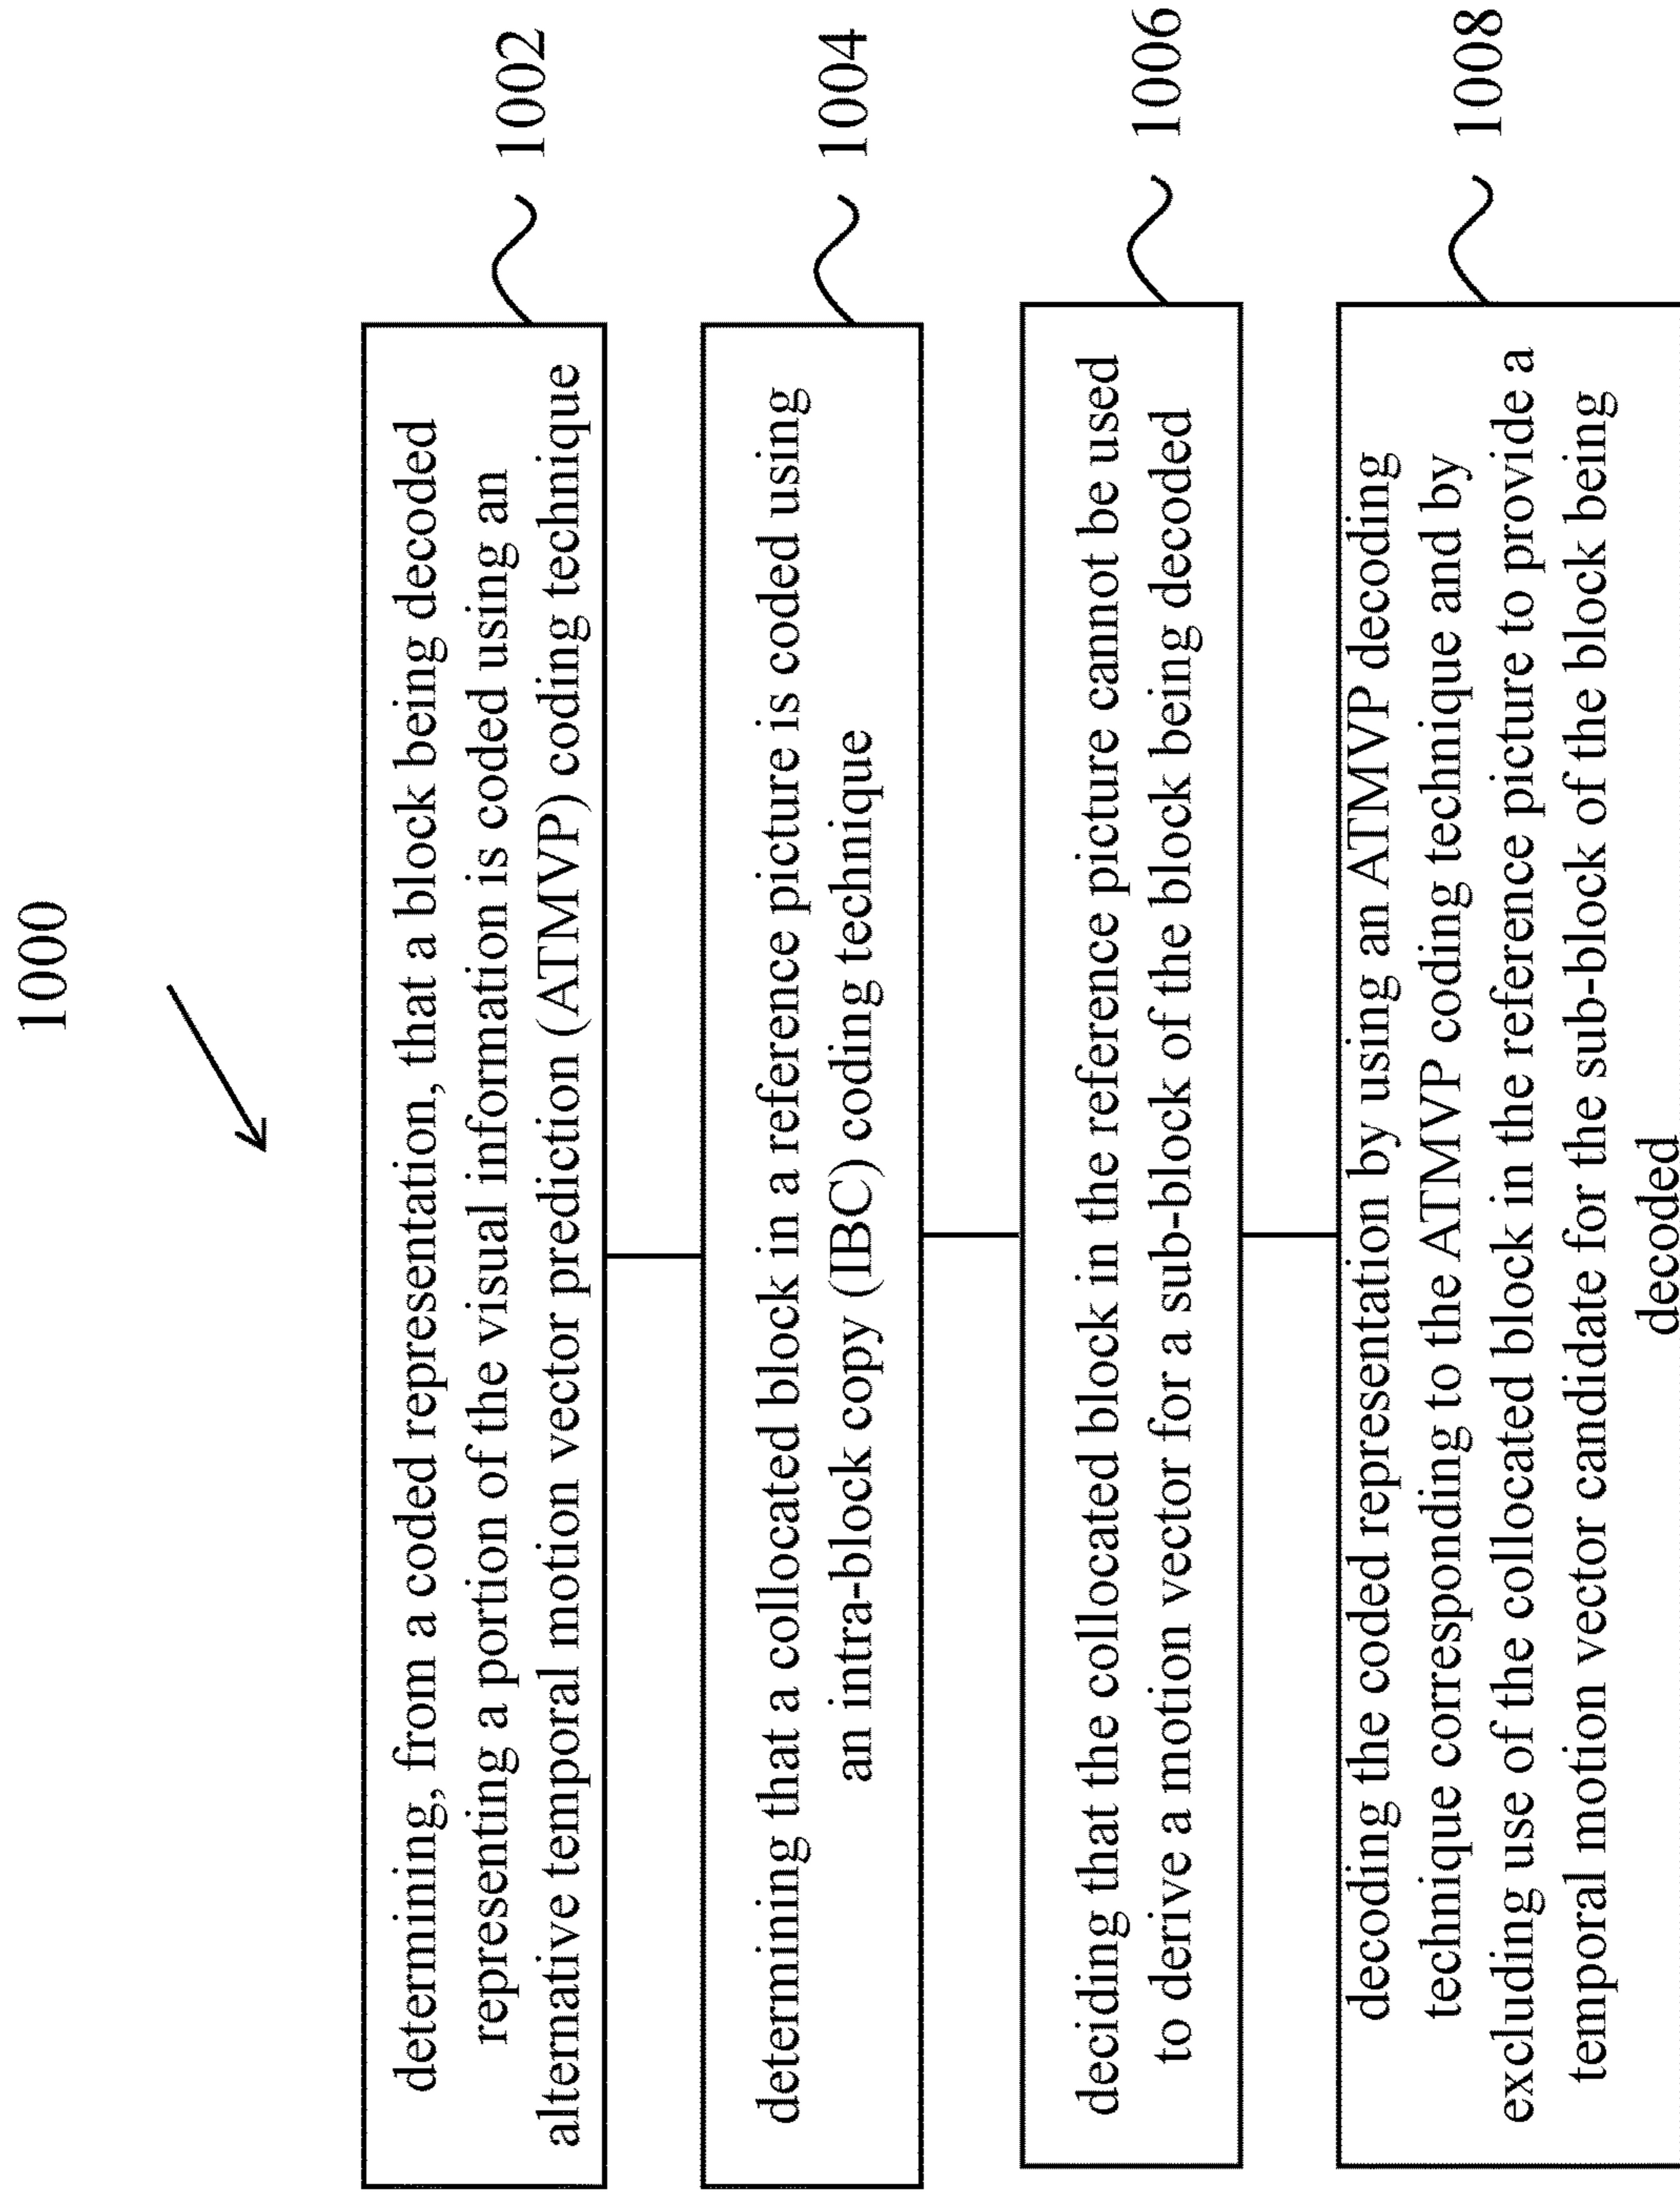 1000
determining, from a coded representation, that a block being decoded
representing a portion of the visual information is coded using an
alternative temporal motion vector prediction (ATMVP) coding technique
1002
determining that a collocated block in a reference picture is coded using
an intra-block copy (IBC) coding technique
1004
deciding that the collocated block in the reference picture cannot be used
to derive a motion vector for a sub-block of the block being decoded
1006
decoding the coded representation by using an ATMVP decoding
technique corresponding to the ATMVP coding technique and by
excluding use of the collocated block in the reference picture to provide a
temporal motion vector candidate for the sub-block of the block being
decoded
1008